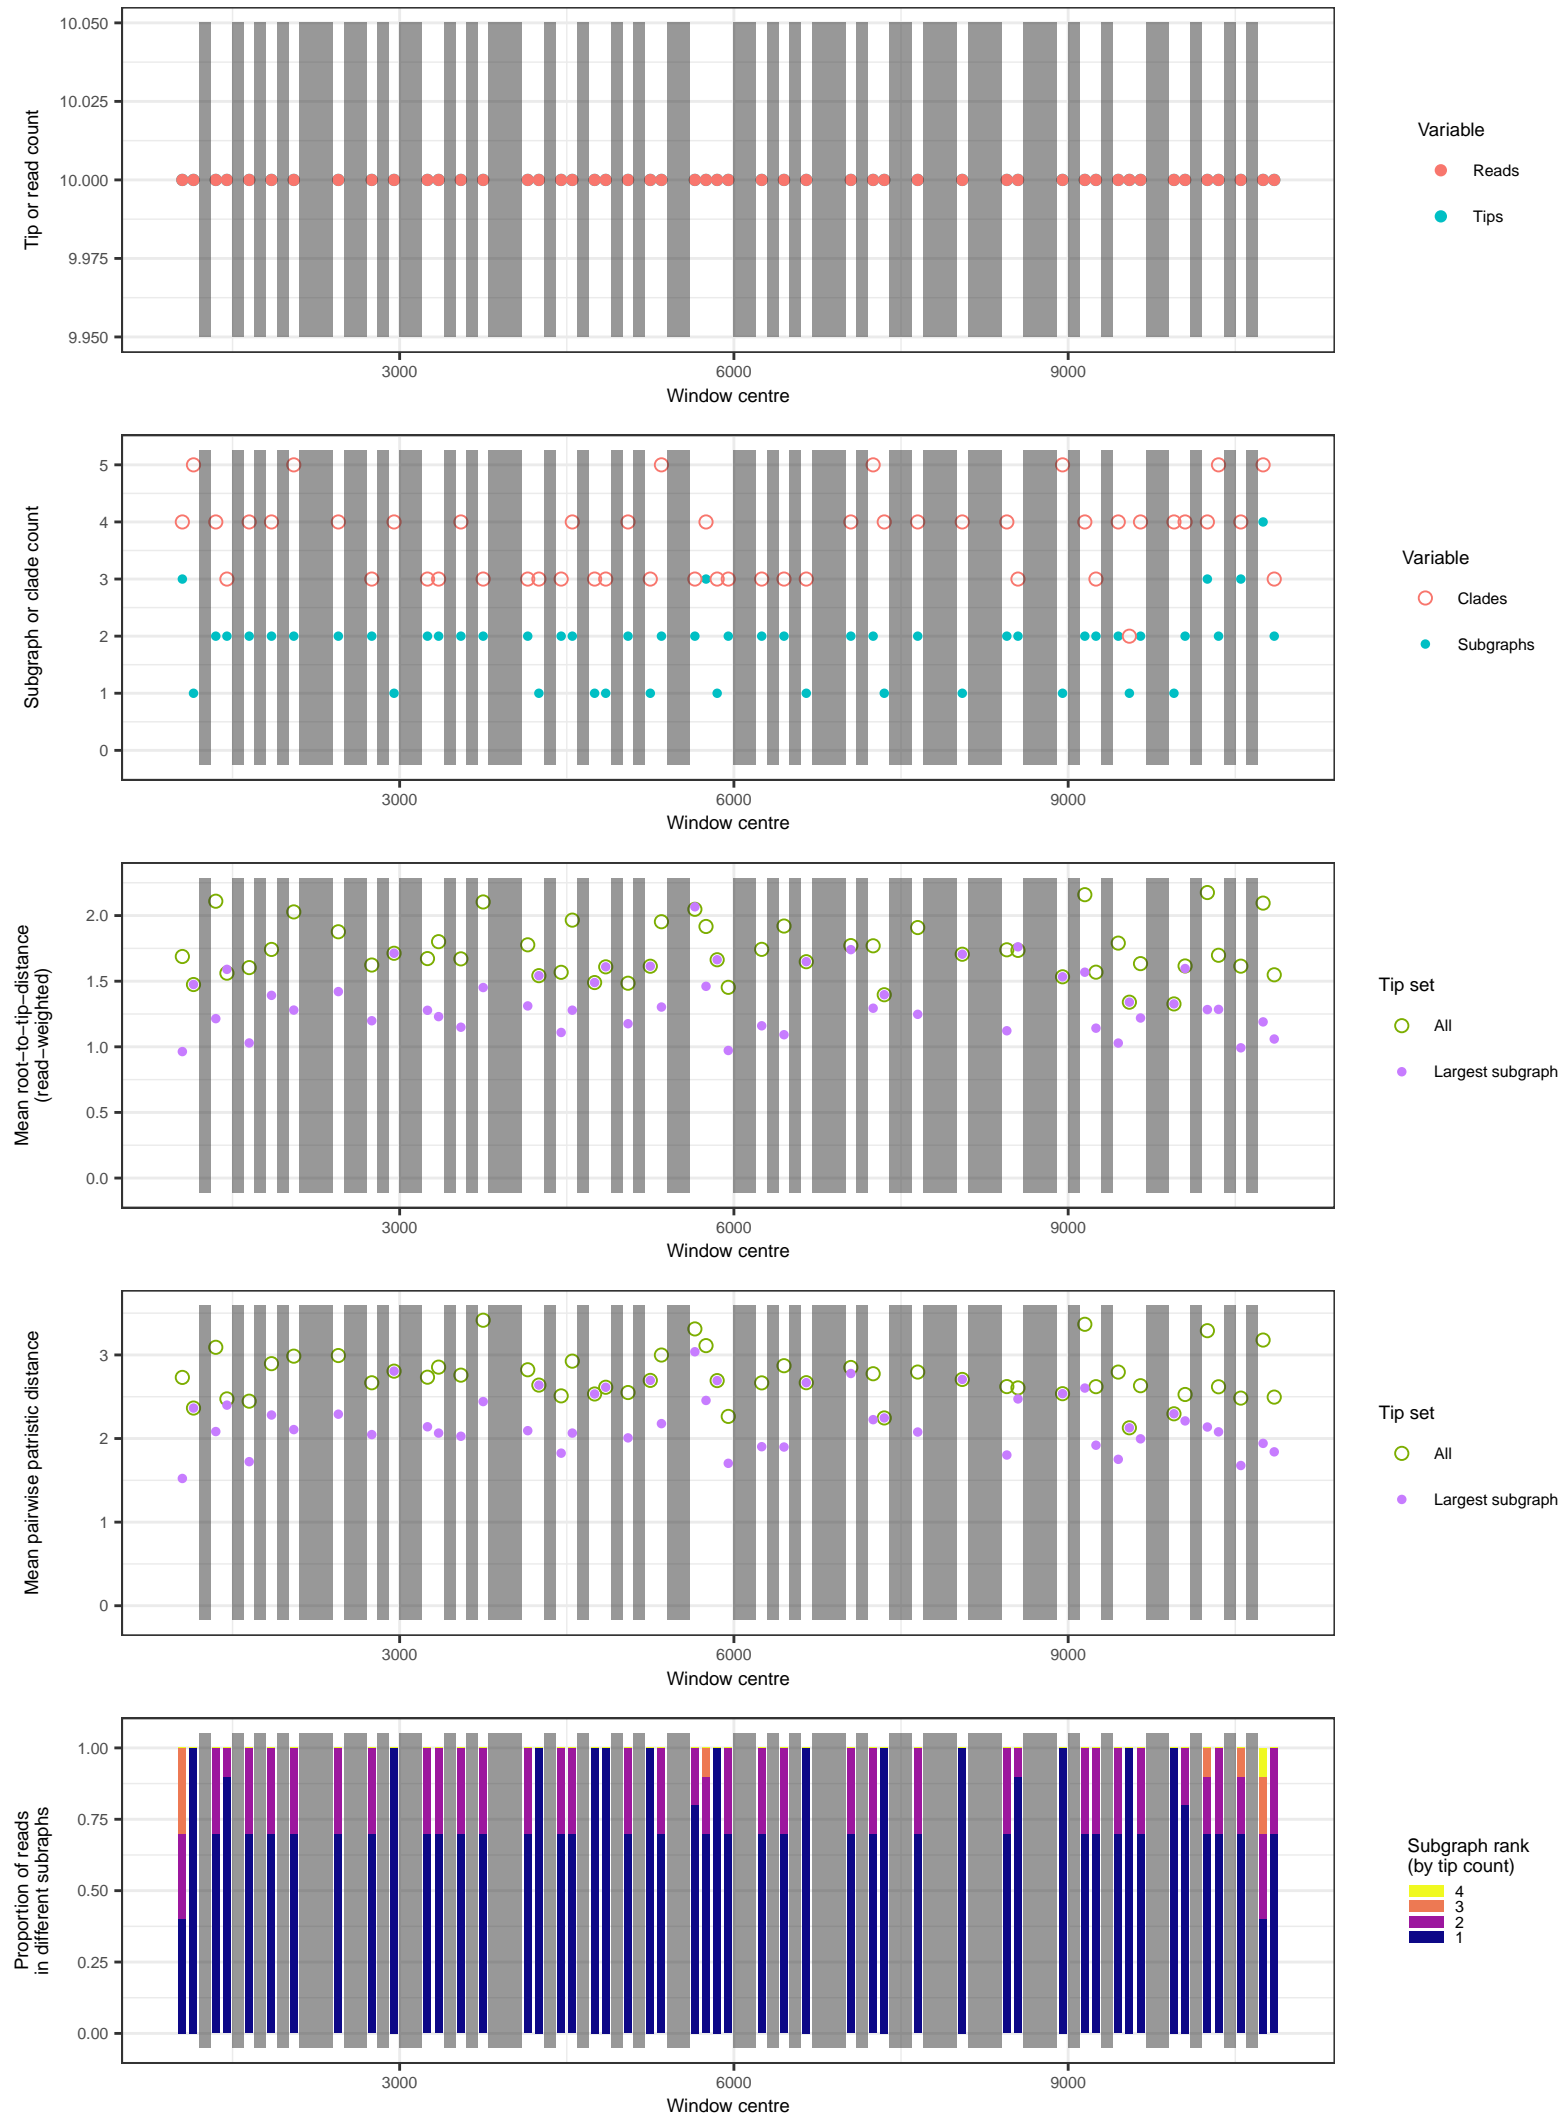 10.050
10.025
10.000
9.975
9.950
Tip or read count
3000
6000
9000
Window centre
Variable
Reads
Tips
5
4
3
2
1
0
Subgraph or clade count
3000
6000
9000
Window centre
Variable
Clades
Subgraphs
2.0
1.5
1.0
0.5
0.0
Mean root−to−tip−distance
(read−weighted)
3000
6000
9000
Window centre
Tip set
All
Largest subgraph
3
2
1
0
Mean pairwise patristic distance
3000
6000
9000
Window centre
Tip set
All
Largest subgraph
1.00
0.75
0.50
0.25
0.00
Proportion of reads
in different subraphs
3000
6000
9000
Window centre
Subgraph rank
(by tip count)
4
3
2
1